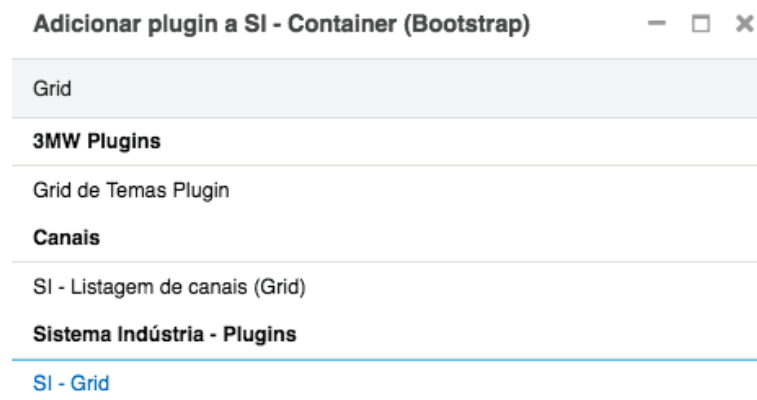 Adicionar plugin a SI - Container (Bootstrap)
Grid
3MW Plugins
Grid de Temas Plugin
Canais
SI - Listagem de canais (Grid)
Sistema Indústria - Plugins
SI - Grid